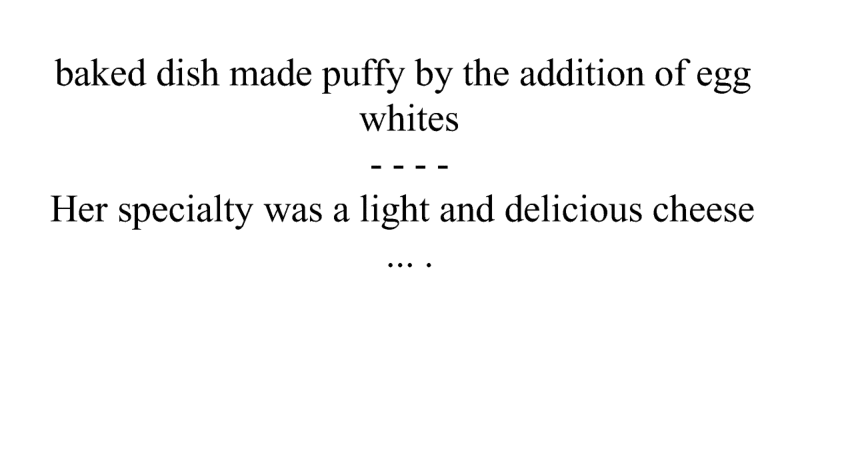 baked dish made puffy by the addition of egg
whites
- - - -
Her specialty was a light and delicious cheese
... .